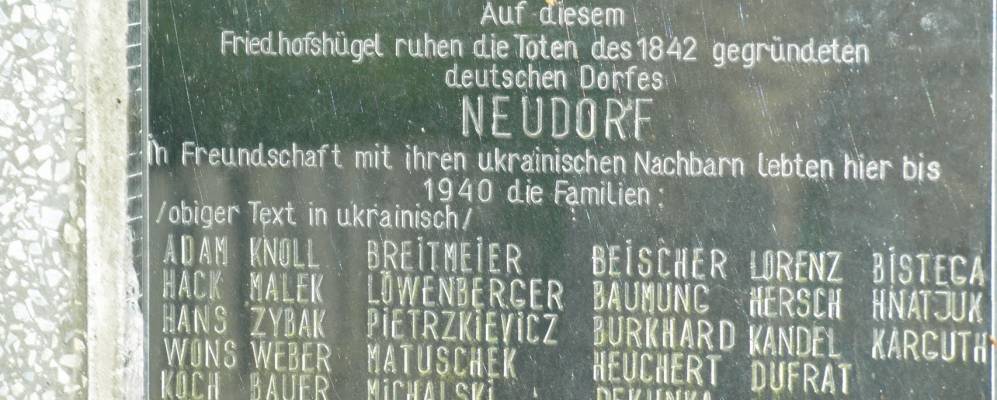 Auf diesem
Friedhofshügel ruhen die Toten des 1842 gegründeten
deutschen Dorfes
NEUDORF
In Freundschaft mit ihren ukrainischen Nachbarn lebten hier bis
1940 die Familien:
/obiger Text in ukrainisch/
ADAM KNOLL BREITMEIER BEISCHER LORENZ BISTEGA
HACK MALEK LÖWENBERGER BAUMUNG HERSCH HNATJUK
HANS ZYBAK PIETRZKIEVICZ BURKHARD KANDEL KARGUTH
WONS WEBER MATUSCHEK HEUCHERT DUFRAT
KOCH BAUER MICHALSKI